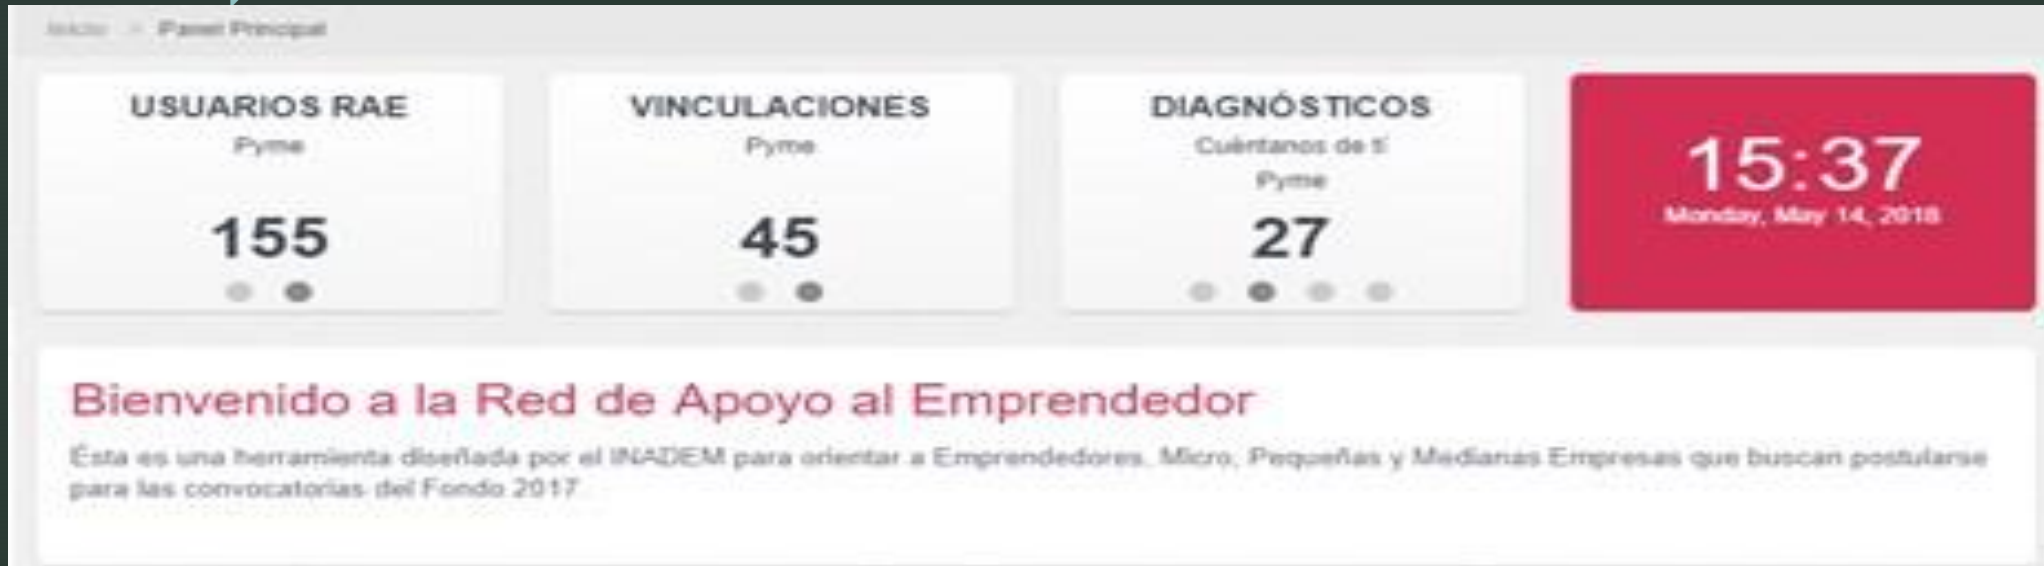 Inicio > Panel Principal
USUARIOS RAE
Pyme
155
VINCULACIONES
Pyme
45
DIAGNÓSTICOS
Cuéntanos de tí
Pyme
27
15:37
Monday, May 14, 2018
Bienvenido a la Red de Apoyo al Emprendedor
Ésta es una herramienta diseñada por el INADEM para orientar a Emprendedores, Micro, Pequeñas y Medianas Empresas que buscan postularse
para las convocatorias del Fondo 2017.